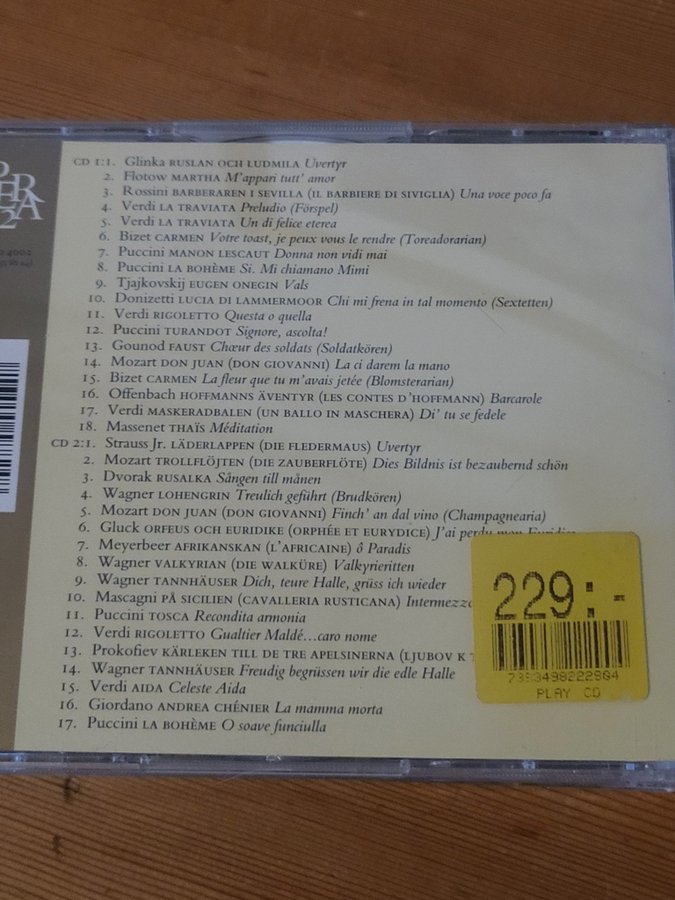 CD 1:1. Glinka RUSLAN OCH LUDMILA Uvertyr
2. Flotow MARTHA M'appari tutt' amor
3. Rossini BARBERAREN I SEVILLA (IL BARBIERE DI SIVIGLIA) Una voce poco fa
4. Verdi LA TRAVIATA Preludio (Förspel)
5. Verdi LA TRAVIATA Un di felice eterea
6. Bizet CARMEN Votre toast, je peux vous le rendre (Toreadorarian)
7. Puccini MANON LESCAUT Donna non vidi mai
8. Puccini LA BOHÈME Si. Mi chiamano Mimi
9. Tjajkovskij EUGEN ONEGIN Vals
10. Donizetti LUCIA DI LAMMERMOOR Chi mi frena in tal momento (Sextetten)
11. Verdi RIGOLETTO Questa o quella
12. Puccini TURANDOT Signore, ascolta!
13. Gounod FAUST Chœur des soldats (Soldatkören)
14. Mozart DON JUAN (DON GIOVANNI) La ci darem la mano
15. Bizet CARMEN La fleur que tu m'avais jetée (Blomsterarian)
16. Offenbach HOFFMANNS ÄVENTYR (LES CONTES D'HOFFMANN) Barcarole
17. Verdi MASKERADBALEN (UN BALLO IN MASCHERA) Di' tu se fedele
18. Massenet THAÏS Méditation
CD 2:1. Strauss Jr. LÄDERLAPPEN (DIE FLEDERMAUS) Uvertyr
2. Mozart TROLLFLÖJTEN (DIE ZAUBERFLÖTE) Dies Bildnis ist bezaubernd schön
3. Dvorak RUSALKA Sången till månen
4. Wagner LOHENGRIN Treulich geführt (Brudkören)
5. Mozart DON JUAN (DON GIOVANNI) Finch' an dal vino (Champagnearia)
6. Gluck ORFEUS OCH EURIDIKE (ORPHÉE ET EURYDICE) J'ai perdu mon
7. Meyerbeer AFRIKANSKAN (L'AFRICAINE) ô Paradis
8. Wagner VALKYRIAN (DIE WALKÜRE) Valkyrieritten
9. Wagner TANNHÄUSER Dich, teure Halle, grüss ich wieder
10. Mascagni PÅ SICILIEN (CAVALLERIA RUSTICANA) Intermezzo
11. Puccini TOSCA Recondita armonia
12. Verdi RIGOLETTO Gualtier Maldé...caro nome
13. Prokofiev KÄRLEKEN TILL DE TRE APELSINERNA (LJUBOV K T
14. Wagner TANNHÄUSER Freudig begrüssen wir die edle Halle
15. Verdi AIDA Celeste Aida
16. Giordano ANDREA CHÉNIER La mamma morta
17. Puccini LA BOHÈME O soave funciulla
229:-
PLAY CD